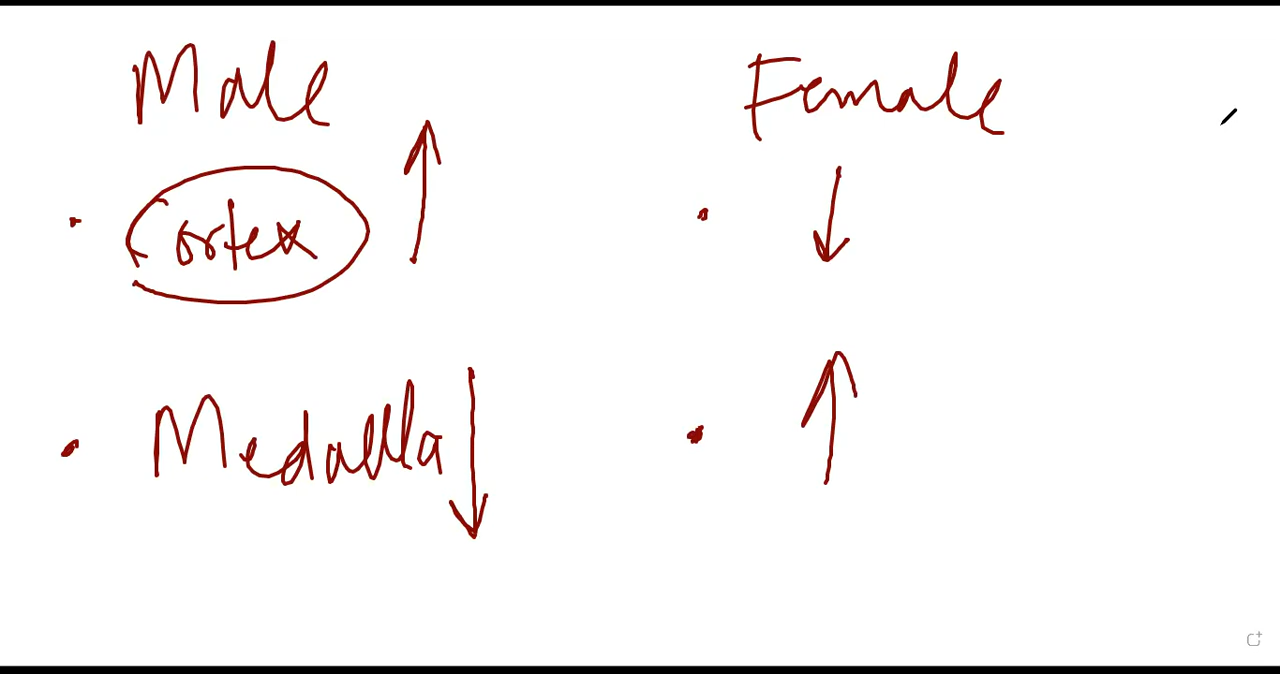 Male Female
Cortex ↑ ↓
Medulla ↓ ↑